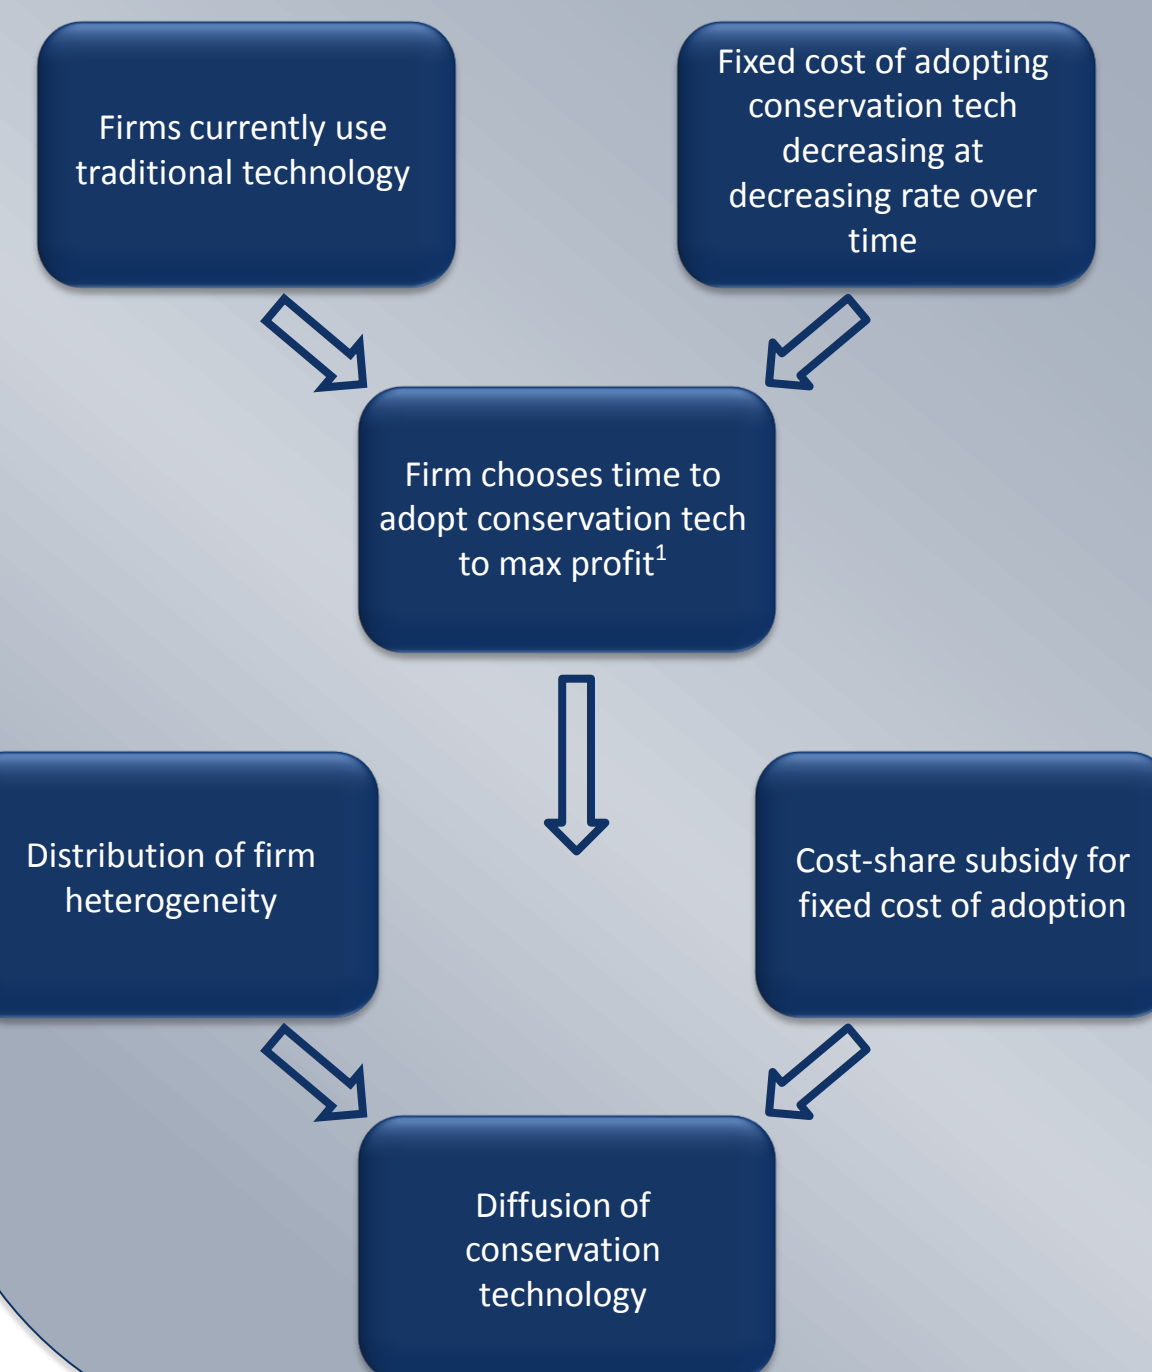 Firms currently use
traditional technology
Fixed cost of adopting
conservation tech
decreasing at
decreasing rate over
time
Firm chooses time to
adopt conservation tech
to max profit¹
Distribution of firm
heterogeneity
Cost-share subsidy for
fixed cost of adoption
Diffusion of
conservation
technology